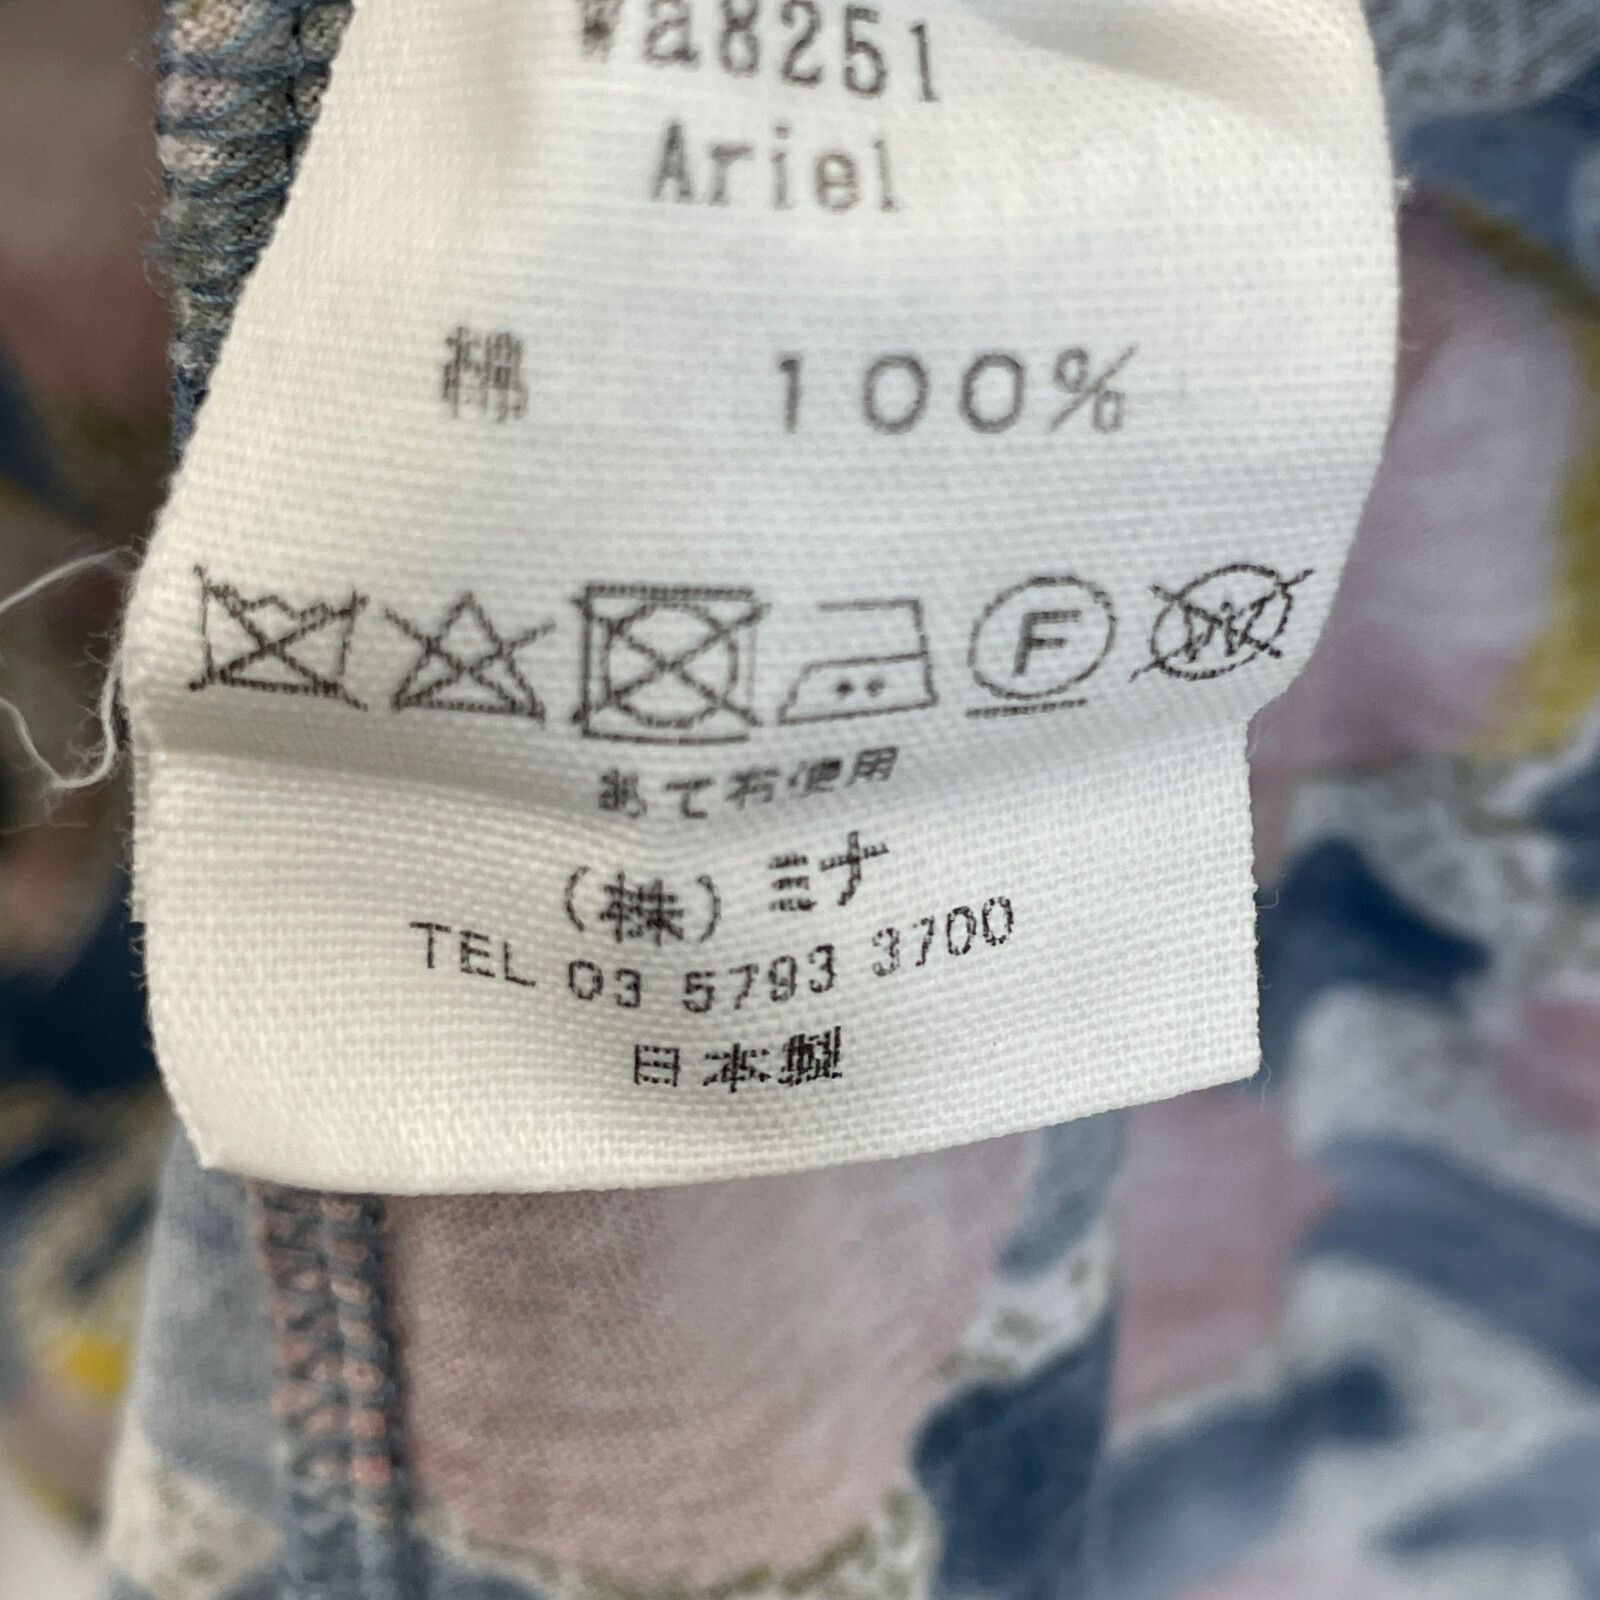 Wa8251
Ariel
綿 100%
F W
あて布使用
(株) ミナ
TEL 03 5793 3700
日本製